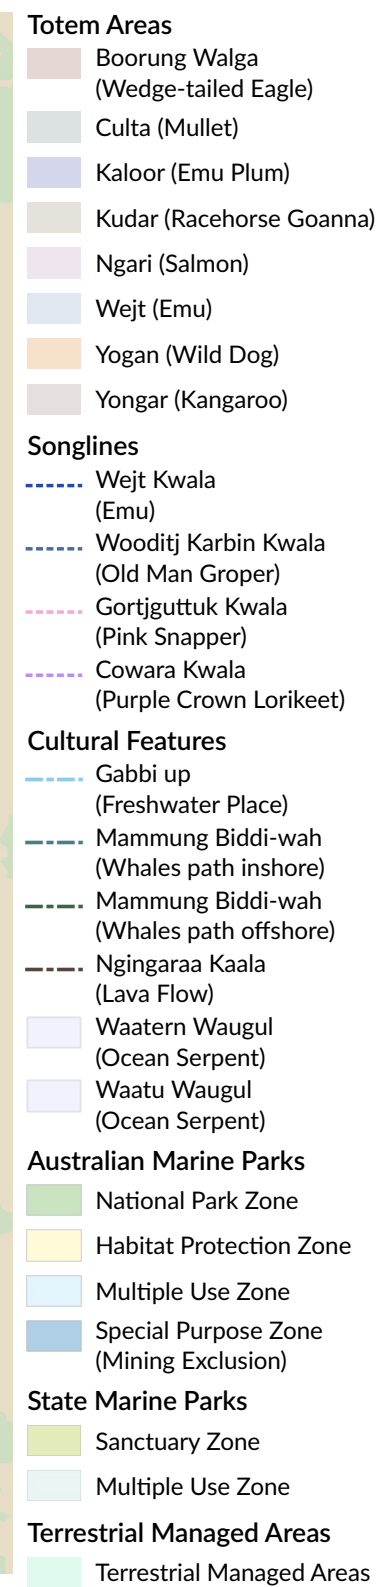 Totem Areas
Boorung Walga
(Wedge-tailed Eagle)
Culta (Mullet)
Kaloor (Emu Plum)
Kudar (Racehorse Goanna)
Ngari (Salmon)
Wejt (Emu)
Yogan (Wild Dog)
Yongar (Kangaroo)
Songlines
Wejt Kwala
(Emu)
Wooditj Karbin Kwala
(Old Man Groper)
Gortjguttuk Kwala
(Pink Snapper)
Cowara Kwala
(Purple Crown Lorikeet)
Cultural Features
Gabbi up
(Freshwater Place)
Mammung Biddi-wah
(Whales path inshore)
Mammung Biddi-wah
(Whales path offshore)
Ngingaraa Kaala
(Lava Flow)
Waatern Waugul
(Ocean Serpent)
Waatu Waugul
(Ocean Serpent)
Australian Marine Parks
National Park Zone
Habitat Protection Zone
Multiple Use Zone
Special Purpose Zone
(Mining Exclusion)
State Marine Parks
Sanctuary Zone
Multiple Use Zone
Terrestrial Managed Areas
Terrestrial Managed Areas